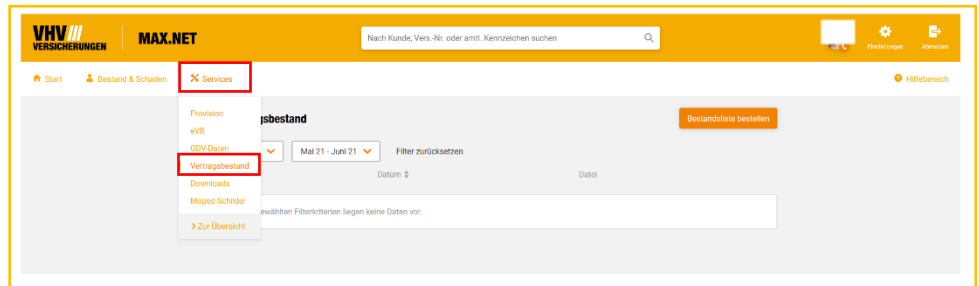 VHV///
VERSICHERUNGEN
MAX.NET
Nach Kunde, Vers.-Nr. oder amtl. Kennzeichen suchen
Einstellungen
Abmelden
Start
Bestand & Schaden
Services
Hilfebereich
Provision
eVB
GDV-Daten
Vertragsbestand
Downloads
Moped-Schilder
> Zur Übersicht
gsbestand
Bestandsliste bestellen
Mai 21 - Juni 21
Filter zurücksetzen
Datum
Datei
ewählten Filterkriterien liegen keine Daten vor.